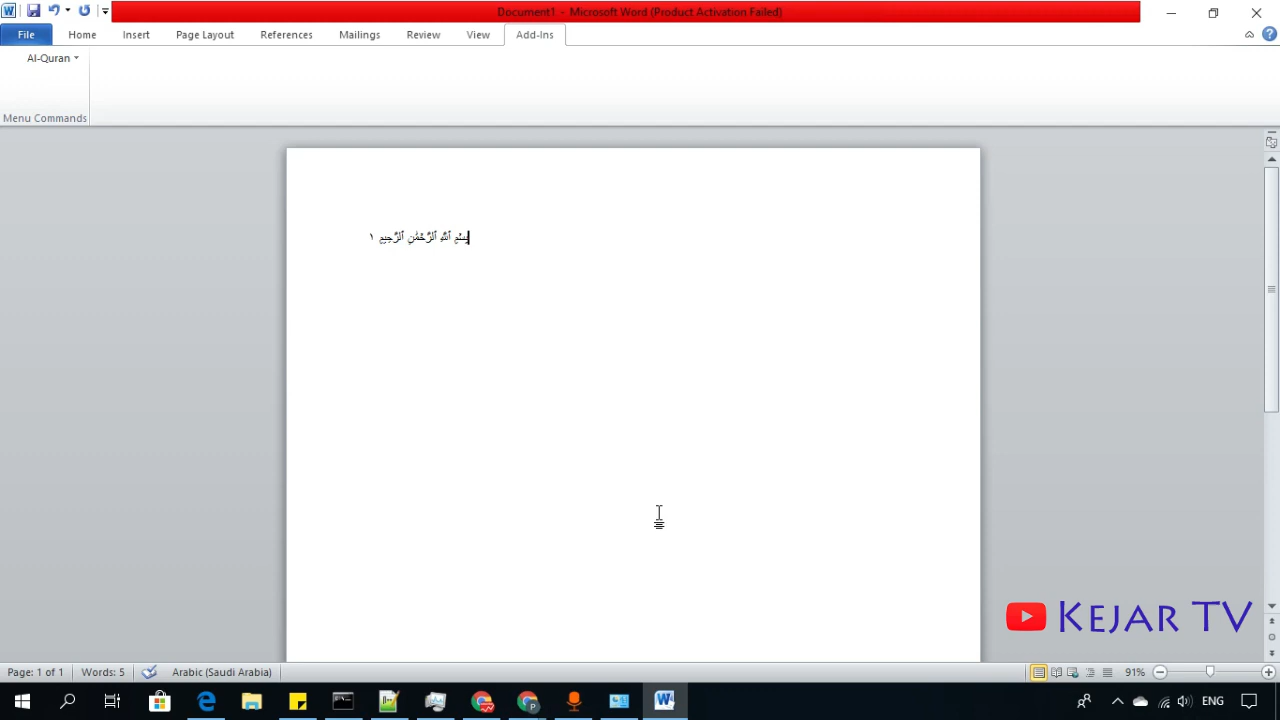 Document1 - Microsoft Word (Product Activation Failed)
File Home Insert Page Layout References Mailings Review View Add-Ins
Al-Quran
Menu Commands
بِسۡمِ ٱللَّهِ ٱلرَّحۡمَٰنِ ٱلرَّحِيمِ ١
KEJAR TV
Page: 1 of 1 Words: 5 Arabic (Saudi Arabia) 91%
ENG